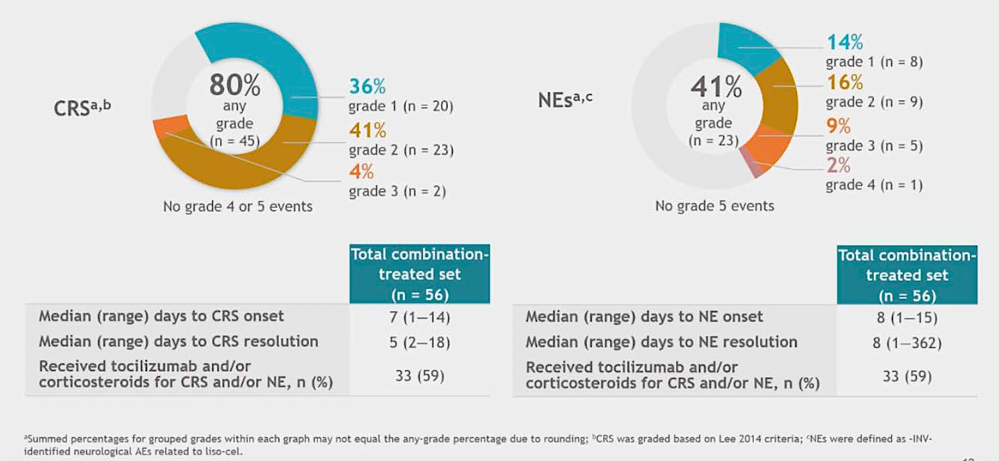 CRSa,b
80%
any
grade
(n = 45)
36%
grade 1 (n = 20)
41%
grade 2 (n = 23)
4%
grade 3 (n = 2)
No grade 4 or 5 events
NEsa,c
41%
any
grade
(n = 23)
14%
grade 1 (n = 8)
16%
grade 2 (n = 9)
9%
grade 3 (n = 5)
2%
grade 4 (n = 1)
No grade 5 events
Total combination-
treated set
(n = 56)
Median (range) days to CRS onset 7 (1–14)
Median (range) days to CRS resolution 5 (2–18)
Received tocilizumab and/or
corticosteroids for CRS and/or NE, n (%) 33 (59)
Total combination-
treated set
(n = 56)
Median (range) days to NE onset 8 (1–15)
Median (range) days to NE resolution 8 (1–362)
Received tocilizumab and/or
corticosteroids for CRS and/or NE, n (%) 33 (59)
aSummed percentages for grouped grades within each graph may not equal the any-grade percentage due to rounding; bCRS was graded based on Lee 2014 criteria; cNEs were defined as -INV-
identified neurological AEs related to liso-cel.